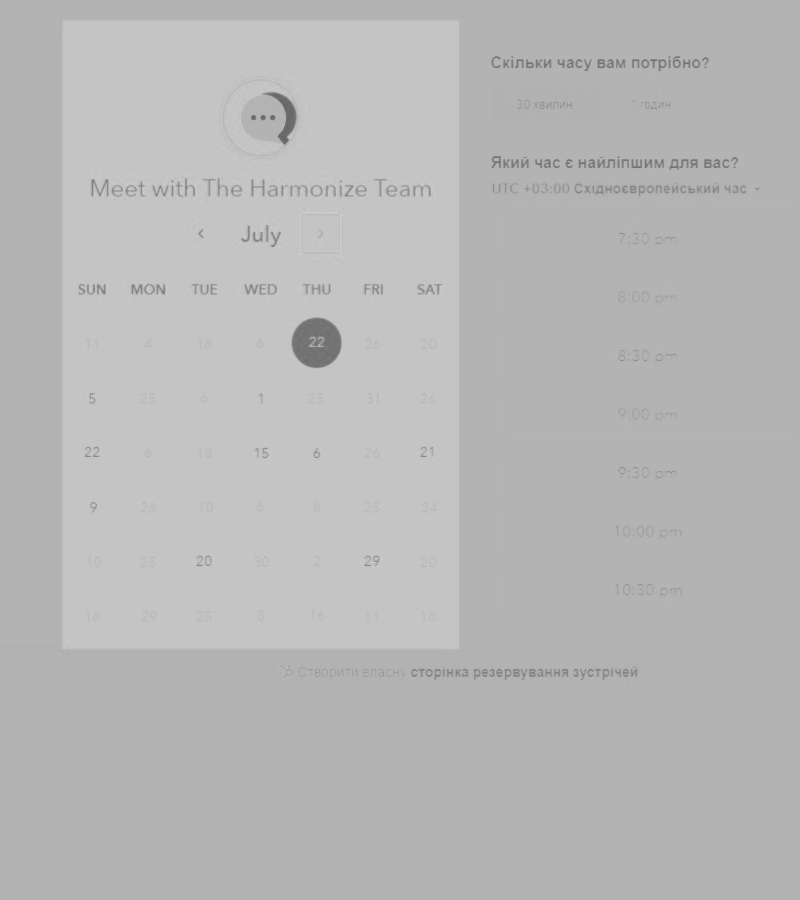 Meet with The Harmonize Team
July
SUN MON TUE WED THU FRI SAT
11 4 18 6 22 26 20
5 25 6 1 25 31 26
22 6 18 15 6 26 21
9 26 10 6 8 25 24
10 25 20 30 2 29 20
18 29 25 8 16 11 18
Скільки часу вам потрібно?
30 хвилин 1 годин
Який час є найліпшим для вас?
UTC +03:00 Східноєвропейський час
7:30 pm
8:00 pm
8:30 pm
9:00 pm
9:30 pm
10:00 pm
10:30 pm
Створити власну сторінка резервування зустрічей